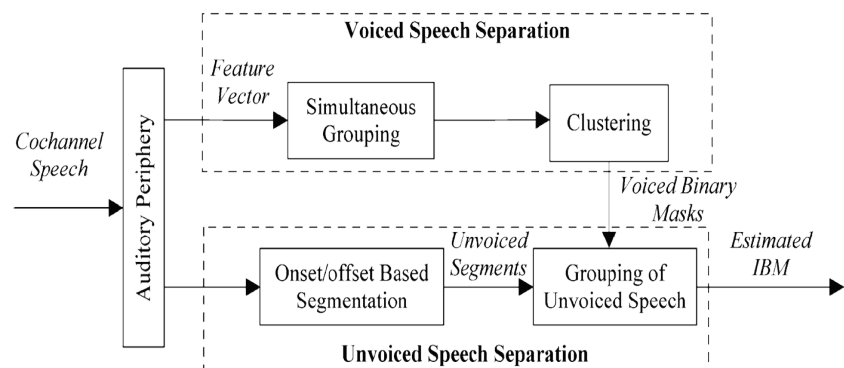 Voiced Speech Separation
Feature
Vector
Simultaneous
Grouping
Clustering
Cochannel
Speech
Auditory Periphery
Voiced Binary
Masks
Onset/offset Based
Segmentation
Unvoiced
Segments
Grouping of
Unvoiced Speech
Estimated
IBM
Unvoiced Speech Separation